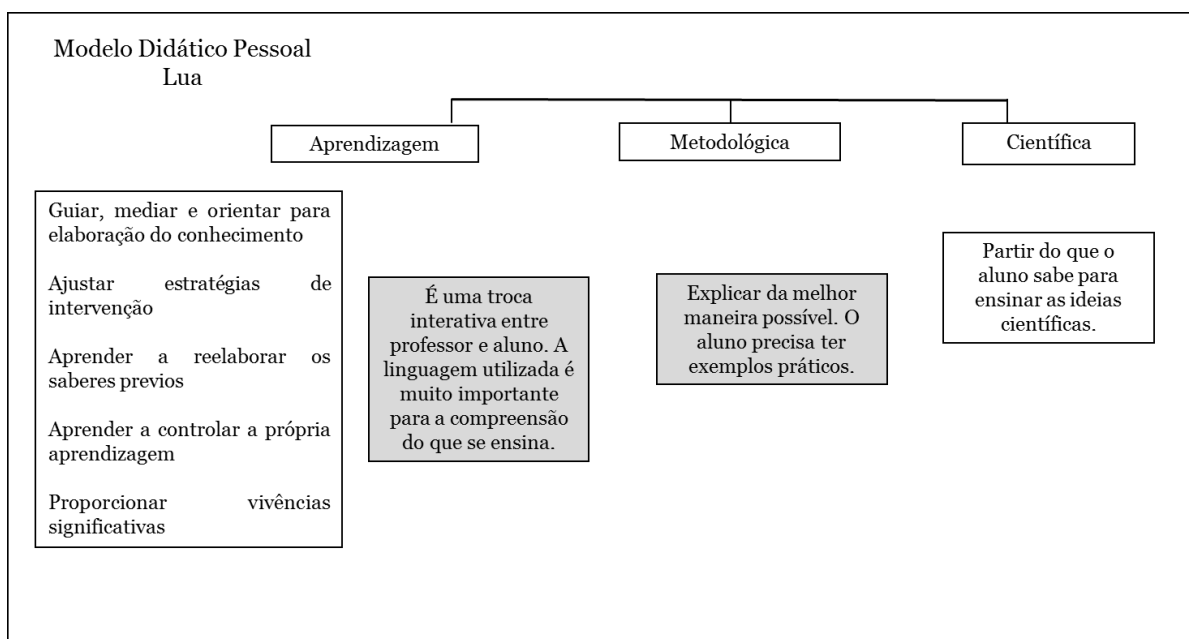 Modelo Didático Pessoal
Lua
Aprendizagem
Metodológica
Científica
Guiar, mediar e orientar para
elaboração do conhecimento
Ajustar estratégias de
intervenção
Aprender a reelaborar os
saberes previos
Aprender a controlar a própria
aprendizagem
Proporcionar vivências
significativas
É uma troca
interativa entre
professor e aluno. A
linguagem utilizada é
muito importante
para a compreensão
do que se ensina.
Explicar da melhor
maneira possível. O
aluno precisa ter
exemplos práticos.
Partir do que o
aluno sabe para
ensinar as ideias
científicas.